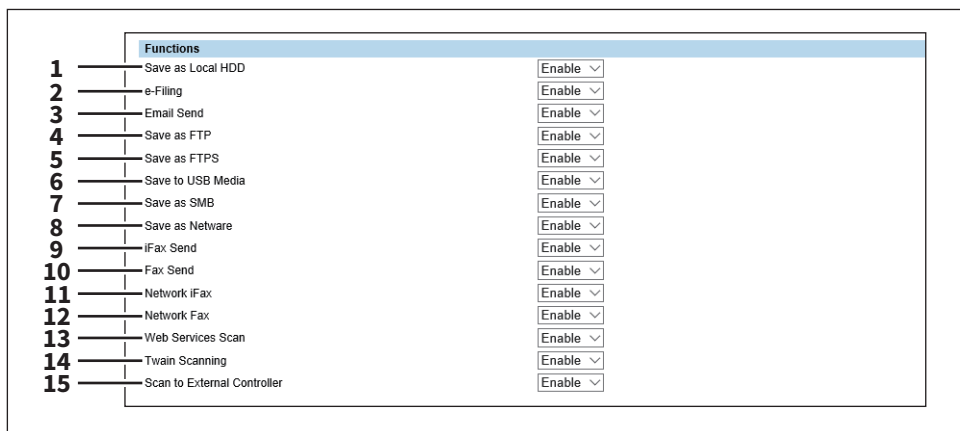 Functions
1 Save as Local HDD Enable
2 e-Filing Enable
3 Email Send Enable
4 Save as FTP Enable
5 Save as FTPS Enable
6 Save to USB Media Enable
7 Save as SMB Enable
8 Save as Netware Enable
9 iFax Send Enable
10 Fax Send Enable
11 Network iFax Enable
12 Network Fax Enable
13 Web Services Scan Enable
14 Twain Scanning Enable
15 Scan to External Controller Enable